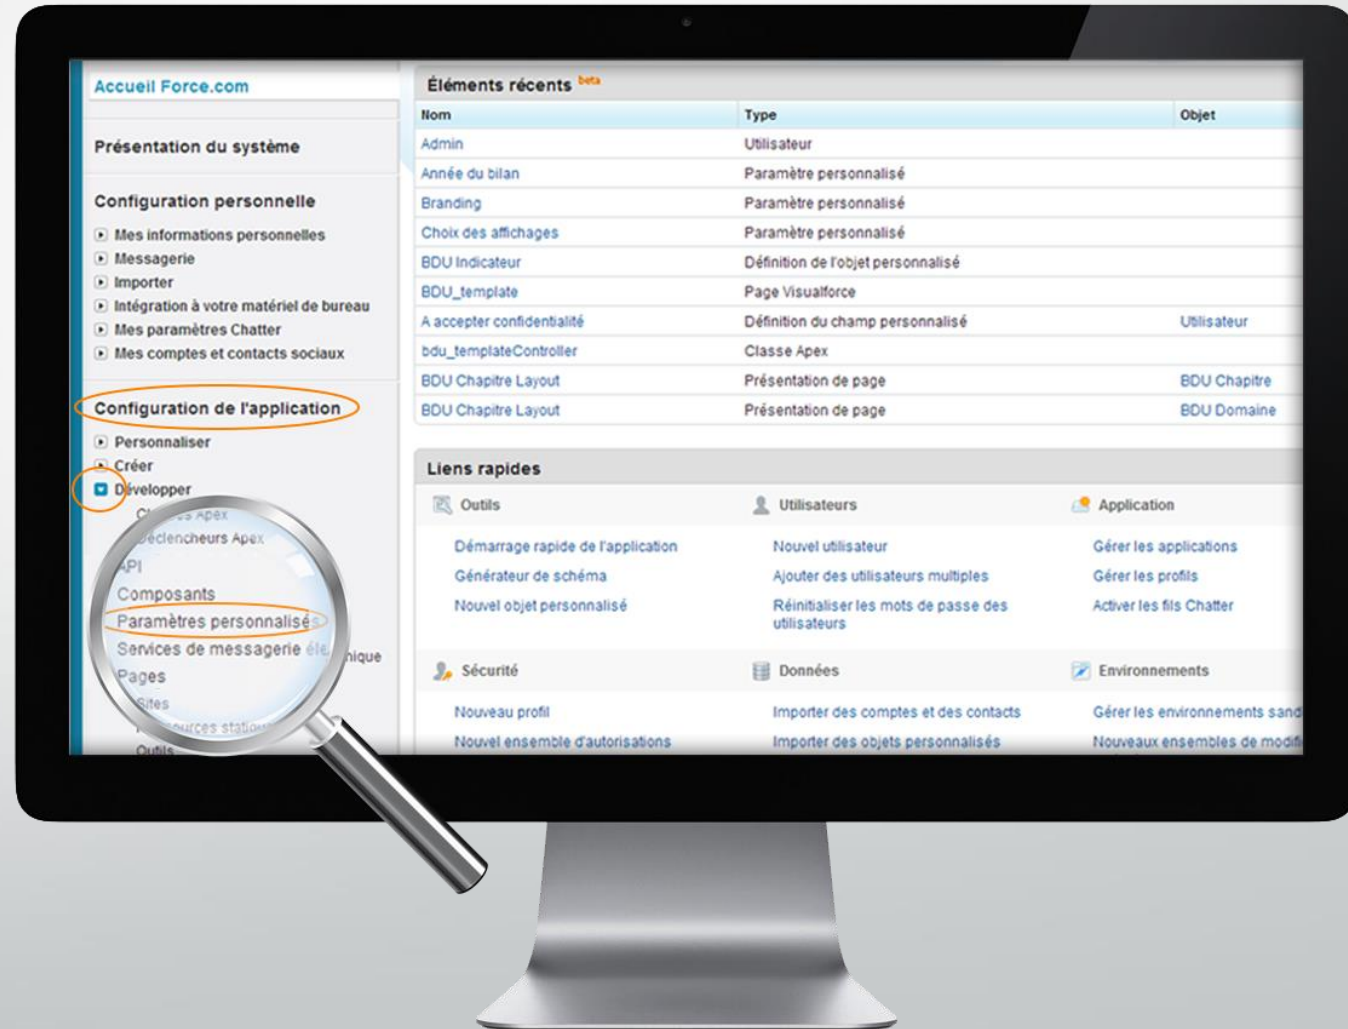 Accueil Force.com
Présentation du système
Configuration personnelle
Mes informations personnelles
Messagerie
Importer
Intégration à votre matériel de bureau
Mes paramètres Chatter
Mes comptes et contacts sociaux
Configuration de l'application
Personnaliser
Créer
Développer
Apex
Déclencheurs Apex
API
Composants
Paramètres personnalisés
Services de messagerie
Pages
Sites
Outils
Éléments récents beta
Nom Type Objet
Admin Utilisateur
Année du bilan Paramètre personnalisé
Branding Paramètre personnalisé
Choix des affichages Paramètre personnalisé
BDU Indicateur Définition de l'objet personnalisé
BDU_template Page Visualforce
A accepter confidentialité Définition du champ personnalisé Utilisateur
bdu_templateController Classe Apex
BDU Chapitre Layout Présentation de page BDU Chapitre
BDU Chapitre Layout Présentation de page BDU Domaine
Liens rapides
Outils
Démarrage rapide de l'application
Générateur de schéma
Nouvel objet personnalisé
Utilisateurs
Nouvel utilisateur
Ajouter des utilisateurs multiples
Réinitialiser les mots de passe des
utilisateurs
Application
Gérer les applications
Gérer les profils
Activer les fils Chatter
Sécurité
Nouveau profil
Nouvel ensemble d'autorisations
Données
Importer des comptes et des contacts
Importer des objets personnalisés
Environnements
Gérer les environnements
Nouveaux ensembles de